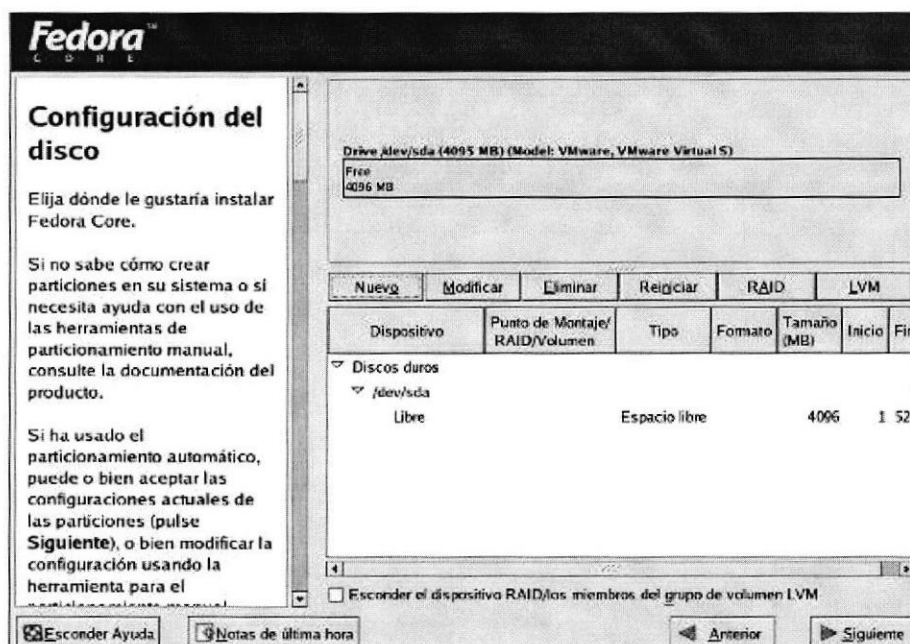 Fedora™
CORE
Configuración del
disco
Elija dónde le gustaría instalar
Fedora Core.
Si no sabe cómo crear
particiones en su sistema o si
necesita ayuda con el uso de
las herramientas de
particionamiento manual,
consulte la documentación del
producto.
Si ha usado el
particionamiento automático,
puede o bien aceptar las
configuraciones actuales de
las particiones (pulse
Siguiente), o bien modificar la
configuración usando la
herramienta para el
Drive /dev/sda (4095 MB) (Model: VMware, VMware Virtual S)
Free
4096 MB
Nuevo Modificar Eliminar Reiniciar RAID LVM
Dispositivo Punto de Montaje/ RAID/Volumen Tipo Formato Tamaño (MB) Inicio Fin
Discos duros
/dev/sda
Libre Espacio libre 4096 1 52
Esconder el dispositivo RAID/los miembros del grupo de volumen LVM
Esconder Ayuda Notas de última hora Anterior Siguiente